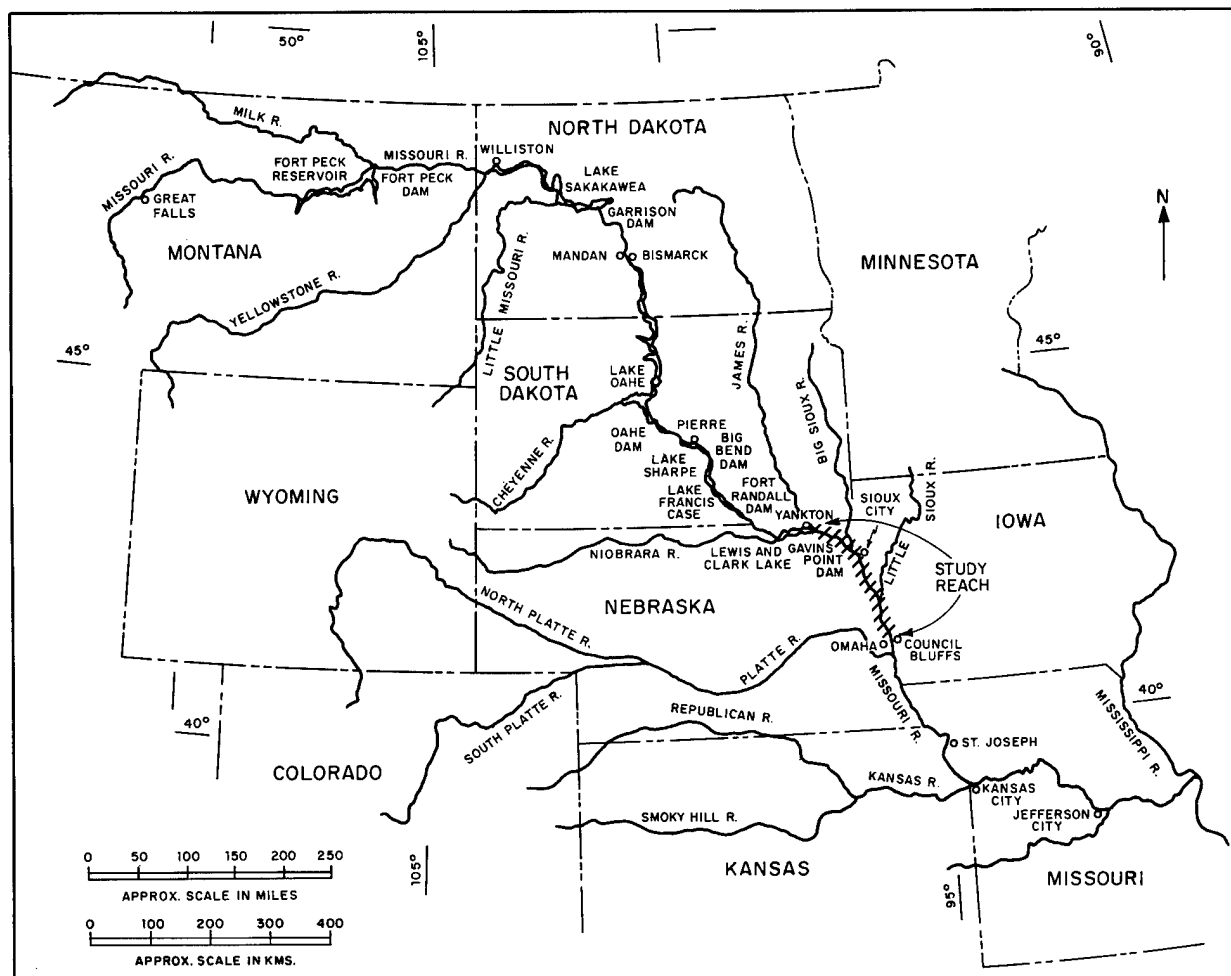 50°
105°
90°
MILK R.
NORTH DAKOTA
MISSOURI R.
WILLISTON
MISSOURI R.
FORT PECK
RESERVOIR
FORT PECK
DAM
LAKE
SAKAKAWEA
GREAT
FALLS
GARRISON
DAM
N
MONTANA
MANDAN
BISMARCK
MINNESOTA
YELLOWSTONE R.
LITTLE MISSOURI R.
45°
45°
SOUTH
DAKOTA
LAKE
OAHE
JAMES R.
BIG SIOUX R.
OAHE
DAM
PIERRE
BIG
BEND
DAM
CHEYENNE R.
LAKE
SHARPE
LAKE
FRANCIS
CASE
FORT
RANDALL
DAM
YANKTON
SIOUX
CITY
LITTLE SIOUX R.
IOWA
WYOMING
NIOBRARA R.
LEWIS AND
CLARK LAKE
GAVINS
POINT
DAM
STUDY
REACH
NORTH PLATTE R.
NEBRASKA
PLATTE R.
OMAHA
COUNCIL
BLUFFS
40°
40°
SOUTH PLATTE R.
REPUBLICAN R.
MISSOURI R.
MISSISSIPPI R.
ST. JOSEPH
COLORADO
KANSAS R.
KANSAS
CITY
JEFFERSON
CITY
SMOKY HILL R.
KANSAS
MISSOURI
105°
95°
0 50 100 150 200 250
APPROX. SCALE IN MILES
0 100 200 300 400
APPROX. SCALE IN KMS.